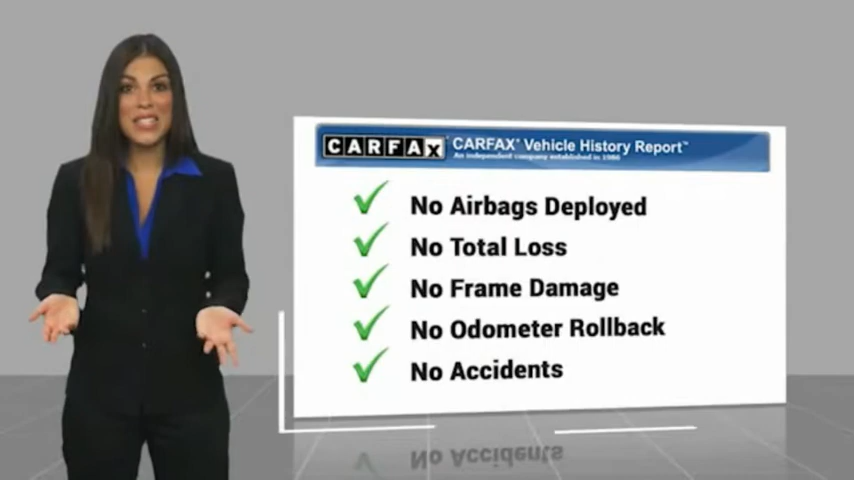 CARFAX CARFAX® Vehicle History Report™
An independent company established in 1986
No Airbags Deployed
No Total Loss
No Frame Damage
No Odometer Rollback
No Accidents
No Accidents